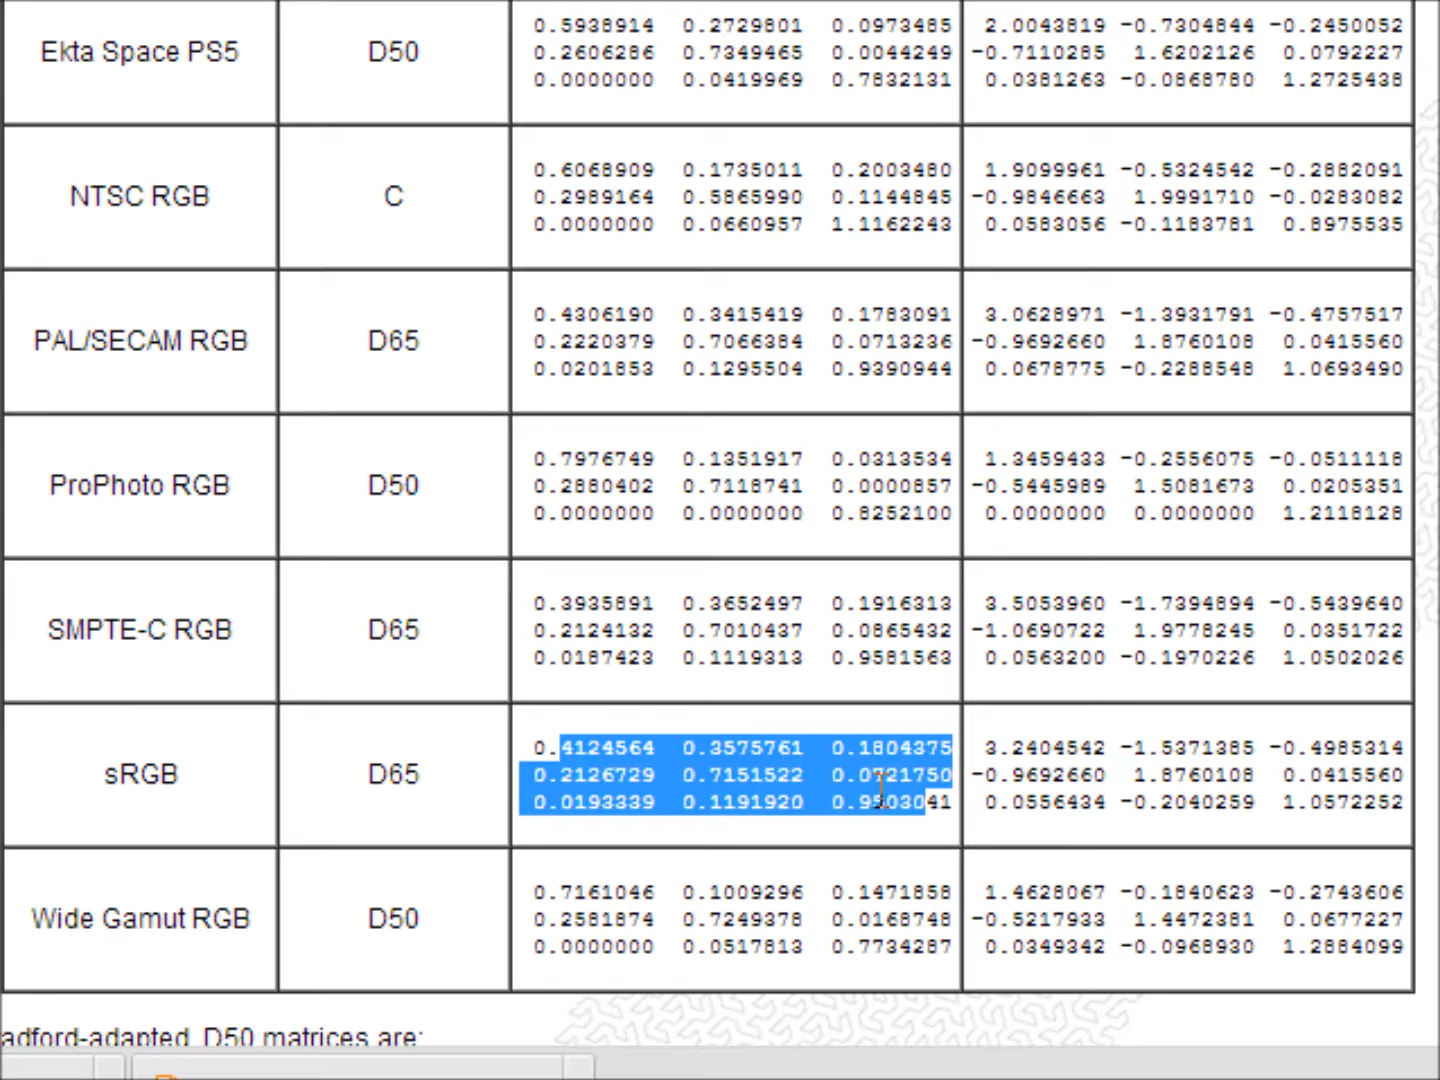 0.5938914 0.2729801 0.0973485 2.0043819 -0.7304844 -0.2450052
Ekta Space PS5 D50 0.2606286 0.7349465 0.0044249 -0.7110285 1.6202126 0.0792227
0.0000000 0.0419969 0.7832131 0.0381263 -0.0868780 1.2725438
0.6068909 0.1735011 0.2003480 1.9099961 -0.5324542 -0.2882091
NTSC RGB C 0.2989164 0.5865990 0.1144845 -0.9846663 1.9991710 -0.0283082
0.0000000 0.0660957 1.1162243 0.0583056 -0.1183781 0.8975535
0.4306190 0.3415419 0.1783091 3.0628971 -1.3931791 -0.4757517
PAL/SECAM RGB D65 0.2220379 0.7066384 0.0713236 -0.9692660 1.8760108 0.0415560
0.0201853 0.1295504 0.9390944 0.0678775 -0.2288548 1.0693490
0.7976749 0.1351917 0.0313534 1.3459433 -0.2556075 -0.0511118
ProPhoto RGB D50 0.2880402 0.7118741 0.0000857 -0.5445989 1.5081673 0.0205351
0.0000000 0.0000000 0.8252100 0.0000000 0.0000000 1.2118128
0.3935891 0.3652497 0.1916313 3.5053960 -1.7394894 -0.5439640
SMPTE-C RGB D65 0.2124132 0.7010437 0.0865432 -1.0690722 1.9778245 0.0351722
0.0187423 0.1119313 0.9581563 0.0563200 -0.1970226 1.0502026
0.4124564 0.3575761 0.1804375 3.2404542 -1.5371385 -0.4985314
sRGB D65 0.2126729 0.7151522 0.0721750 -0.9692660 1.8760108 0.0415560
0.0193339 0.1191920 0.9503041 0.0556434 -0.2040259 1.0572252
0.7161046 0.1009296 0.1471858 1.4628067 -0.1840623 -0.2743606
Wide Gamut RGB D50 0.2581874 0.7249378 0.0168748 -0.5217933 1.4472381 0.0677227
0.0000000 0.0517813 0.7734287 0.0349342 -0.0968930 1.2884099
adford-adapted D50 matrices are: